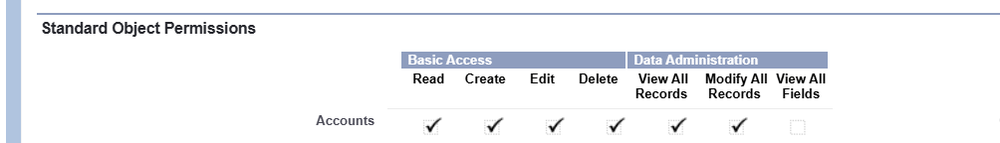 Standard Object Permissions
Basic Access Data Administration
Read Create Edit Delete View All Records Modify All Records View All Fields
Accounts